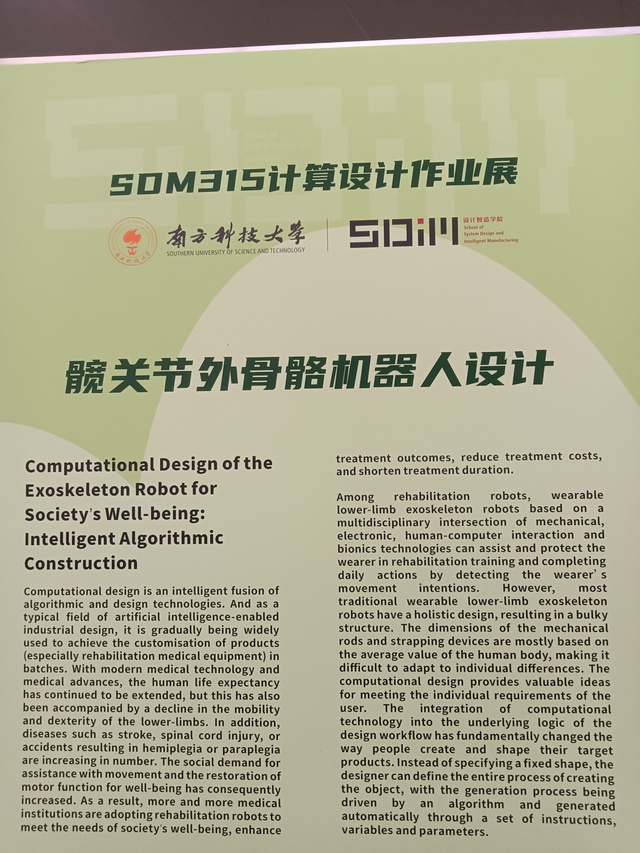 SDM315计算设计作业展
南方科技大学
SOUTHERN UNIVERSITY OF SCIENCE AND TECHNOLOGY
SDiM
设计智造学院
School of
System Design and
Intelligent Manufacturing
髋关节外骨骼机器人设计
Computational Design of the
Exoskeleton Robot for
Society's Well-being:
Intelligent Algorithmic
Construction
Computational design is an intelligent fusion of
algorithmic and design technologies. And as a
typical field of artificial intelligence-enabled
industrial design, it is gradually being widely
used to achieve the customisation of products
(especially rehabilitation medical equipment) in
batches. With modern medical technology and
medical advances, the human life expectancy
has continued to be extended, but this has also
been accompanied by a decline in the mobility
and dexterity of the lower-limbs. In addition,
diseases such as stroke, spinal cord injury, or
accidents resulting in hemiplegia or paraplegia
are increasing in number. The social demand for
assistance with movement and the restoration of
motor function for well-being has consequently
increased. As a result, more and more medical
institutions are adopting rehabilitation robots to
meet the needs of society's well-being, enhance
treatment outcomes, reduce treatment costs,
and shorten treatment duration.
Among rehabilitation robots, wearable
lower-limb exoskeleton robots based on a
multidisciplinary intersection of mechanical,
electronic, human-computer interaction and
bionics technologies can assist and protect the
wearer in rehabilitation training and completing
daily actions by detecting the wearer's
movement intentions. However, most
traditional wearable lower-limb exoskeleton
robots have a holistic design, resulting in a bulky
structure. The dimensions of the mechanical
rods and strapping devices are mostly based on
the average value of the human body, making it
difficult to adapt to individual differences. The
computational design provides valuable ideas
for meeting the individual requirements of the
user. The integration of computational
technology into the underlying logic of the
design workflow has fundamentally changed the
way people create and shape their target
products. Instead of specifying a fixed shape, the
designer can define the entire process of creating
the object, with the generation process being
driven by an algorithm and generated
automatically through a set of instructions,
variables and parameters.